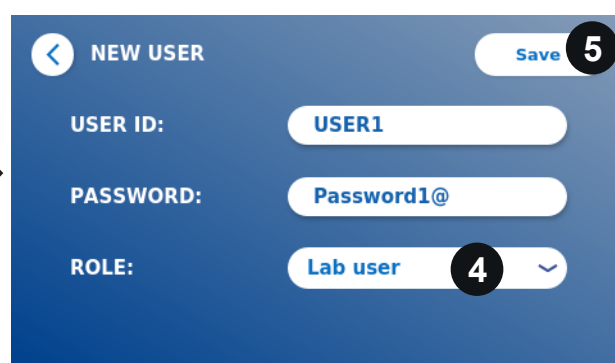 NEW USER
Save 5
USER ID: USER1
PASSWORD: Password1@
ROLE: Lab user 4